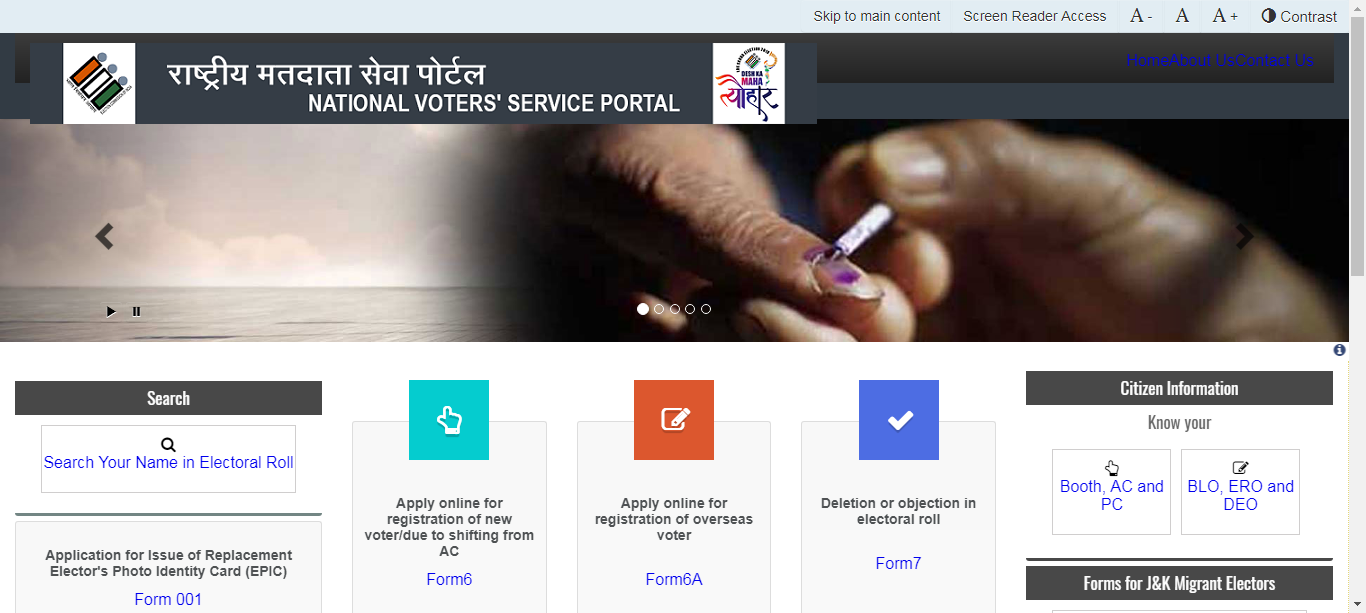 Skip to main content
Screen Reader Access
A -
A
A +
Contrast
राष्ट्रीय मतदाता सेवा पोर्टल
NATIONAL VOTERS' SERVICE PORTAL
DESH KA
MAHA
त्यौहार
Home About Us Contact Us
Search
Search Your Name in Electoral Roll
Application for Issue of Replacement
Elector's Photo Identity Card (EPIC)
Form 001
Apply online for
registration of new
voter/due to shifting from
AC
Form6
Apply online for
registration of overseas
voter
Form6A
Deletion or objection in
electoral roll
Form7
Citizen Information
Know your
Booth, AC and
PC
BLO, ERO and
DEO
Forms for J&K Migrant Electors